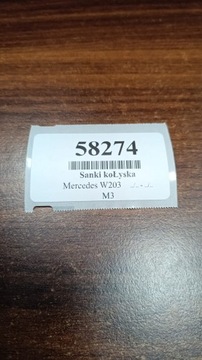 58274
Sanki koŁyska
Mercedes W203
M3